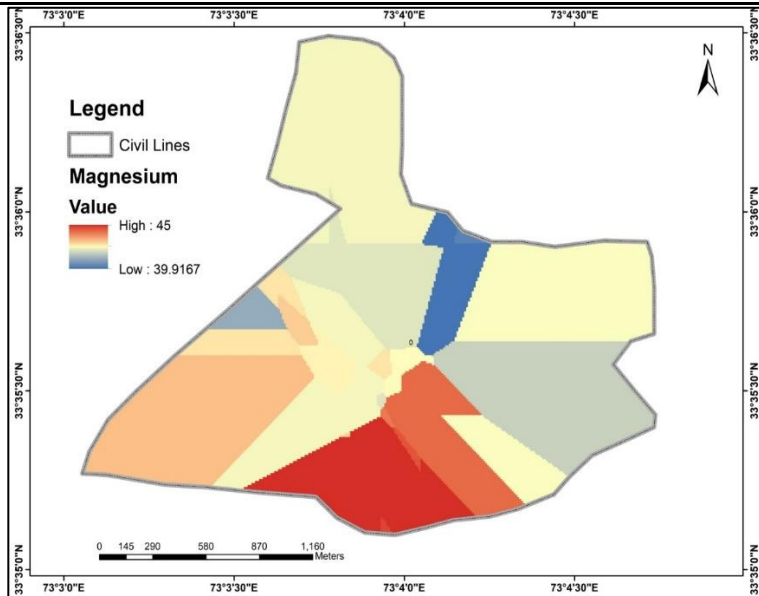 73°3'0"E 73°3'30"E 73°4'0"E 73°4'30"E
33°36'30"N 33°36'30"N
N
Legend
Civil Lines
Magnesium
Value
High : 45
Low : 39.9167
33°36'0"N 33°36'0"N
0
33°35'30"N 33°35'30"N
0 145 290 580 870 1,160
Meters
33°35'0"N 33°35'0"N
73°3'0"E 73°3'30"E 73°4'0"E 73°4'30"E